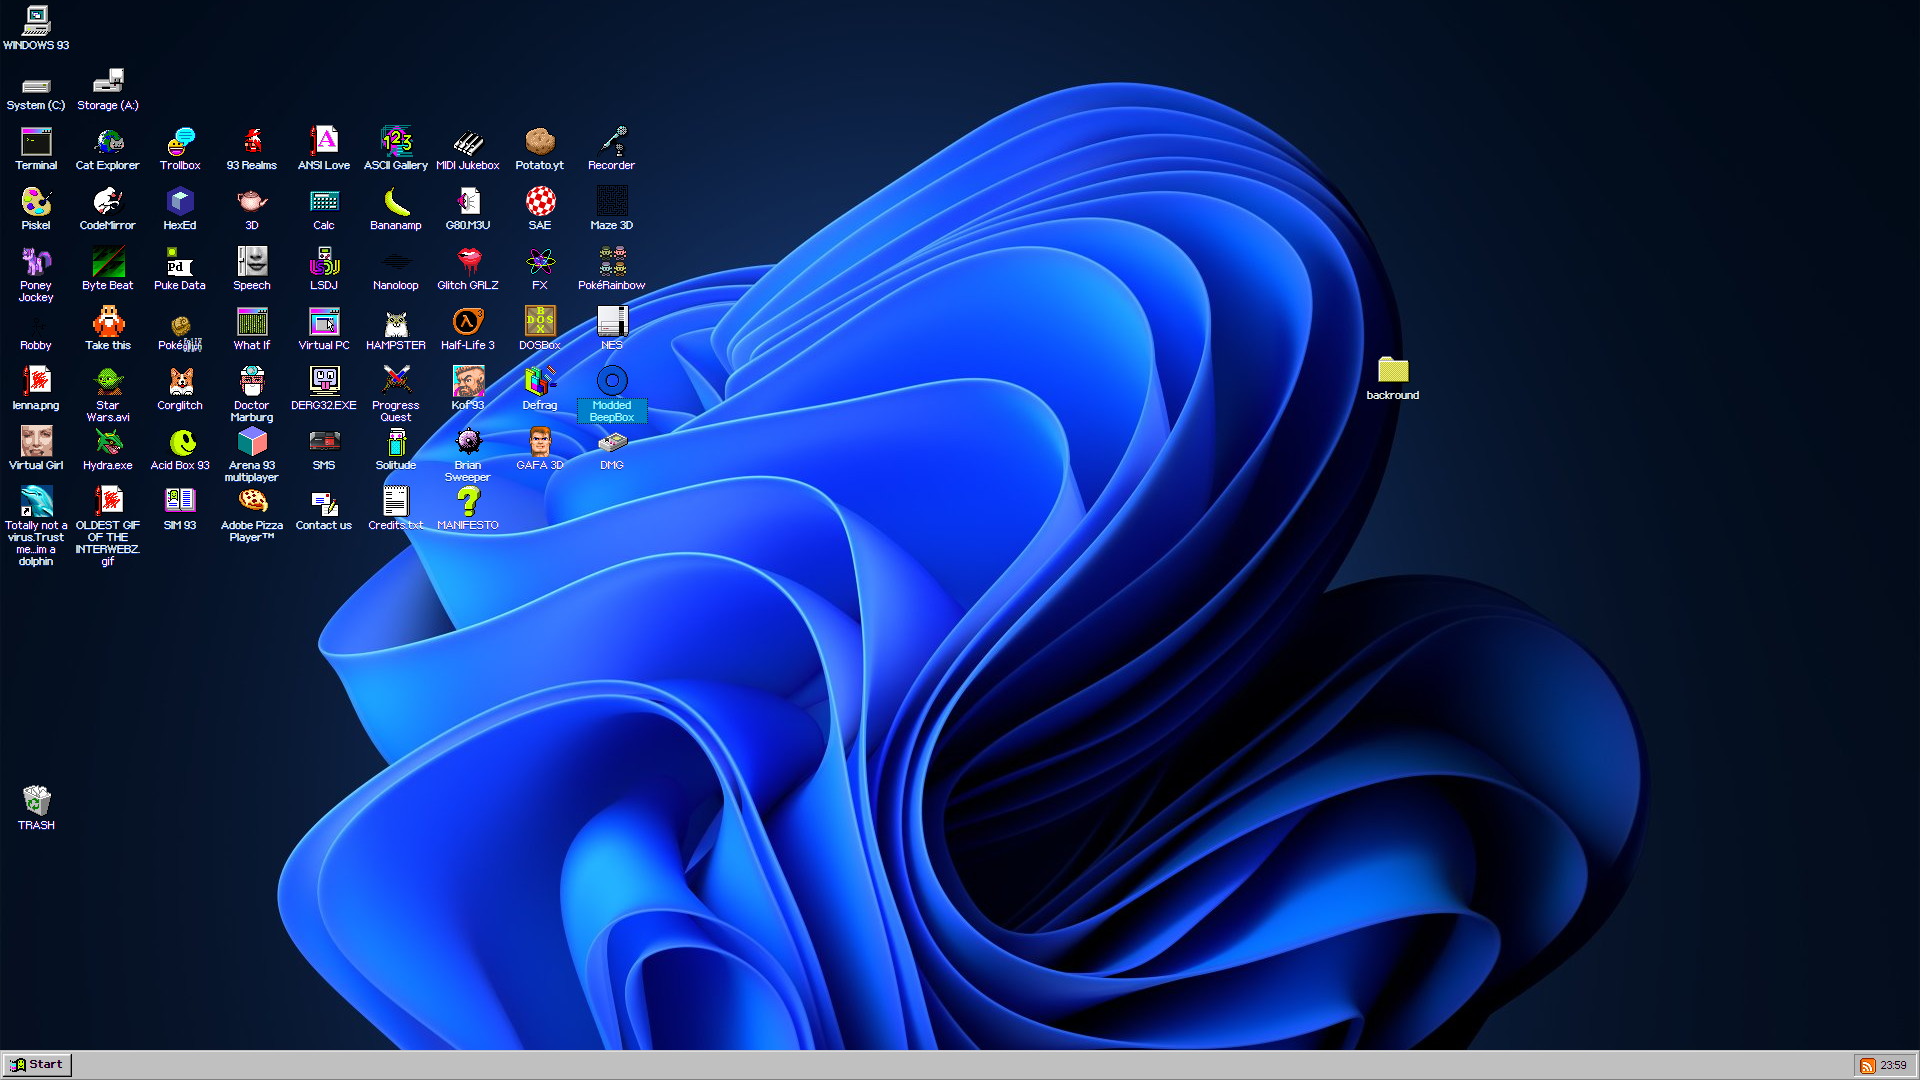 WINDOWS 93
System (C:)
Storage (A:)
Terminal
Cat Explorer
Trollbox
93 Realms
ANSI Love
ASCII Gallery
MIDI Jukebox
Potato.yt
Recorder
Piskel
CodeMirror
HexEd
3D
Calc
Bananamp
G80.M3U
SAE
Maze 3D
Poney
Jockey
Byte Beat
Puke Data
Speech
LSDJ
Nanoloop
Glitch GRLZ
FX
PokéRainbow
Robby
Take this
What If
Virtual PC
HAMPSTER
Half-Life 3
DOSBox
NES
lenna.png
Star
Wars.avi
Corglitch
Doctor
Marburg
DERG32.EXE
Progress
Quest
Kof'93
Defrag
Modded
BeepBox
Virtual Girl
Hydra.exe
Acid Box 93
Arena 93
multiplayer
SMS
Solitude
Brian
Sweeper
GAFA 3D
DMG
Totally not a
virus.Trust
me...im a
dolphin
OLDEST GIF
OF THE
INTERWEBZ.
gif
SIM 93
Adobe Pizza
Player™
Contact us
Credits.txt
MANIFESTO
backround
TRASH
Start
23:59